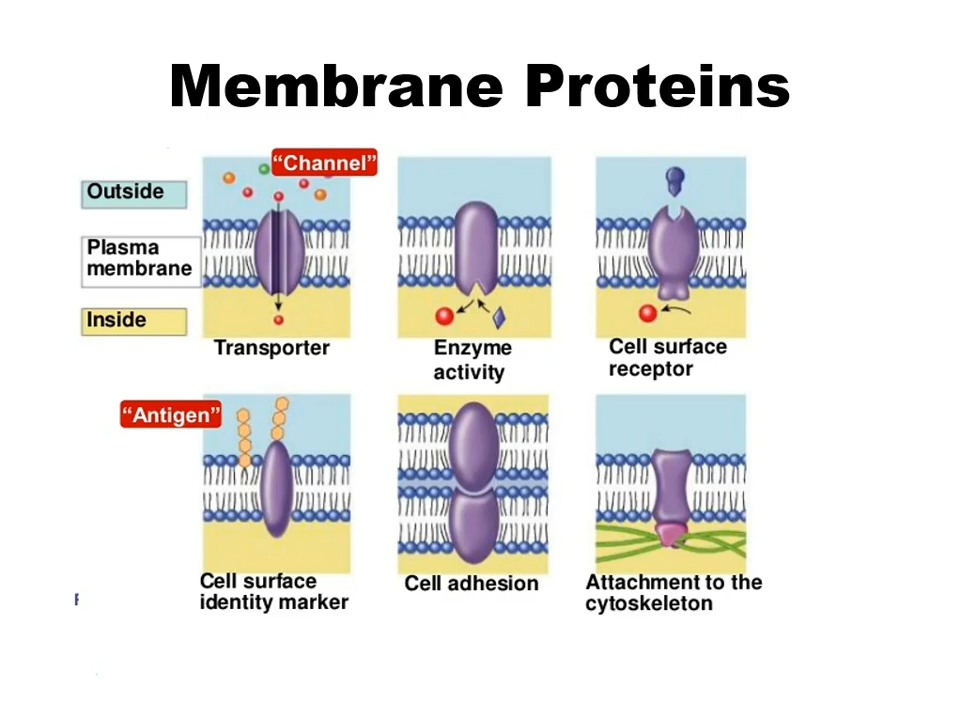 Membrane Proteins
“Channel”
Outside
Plasma
membrane
Inside
Transporter
Enzyme
activity
Cell surface
receptor
“Antigen”
Cell surface
identity marker
Cell adhesion
Attachment to the
cytoskeleton